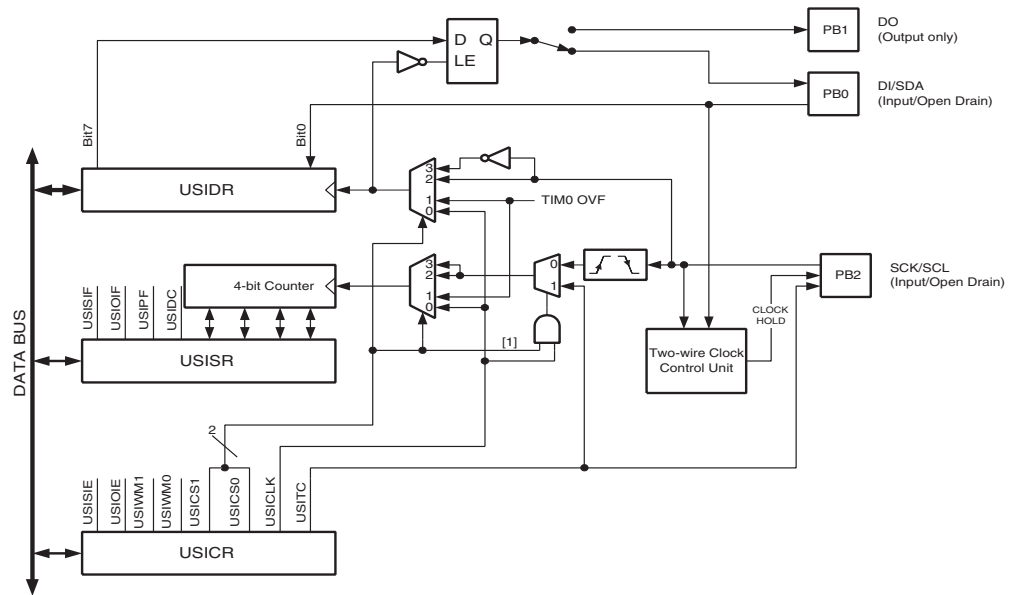 D Q
LE
PB1
DO
(Output only)
PB0
DI/SDA
(Input/Open Drain)
Bit7
Bit0
USIDR
3
2
1
0
TIM0 OVF
4-bit Counter
3
2
1
0
0
1
PB2
SCK/SCL
(Input/Open Drain)
CLOCK
HOLD
USISIF
USIOIF
USIPF
USIDC
USISR
[1]
Two-wire Clock
Control Unit
DATA BUS
2
USISIE
USIOIE
USIWM1
USIWM0
USICS1
USICS0
USICLK
USITC
USICR